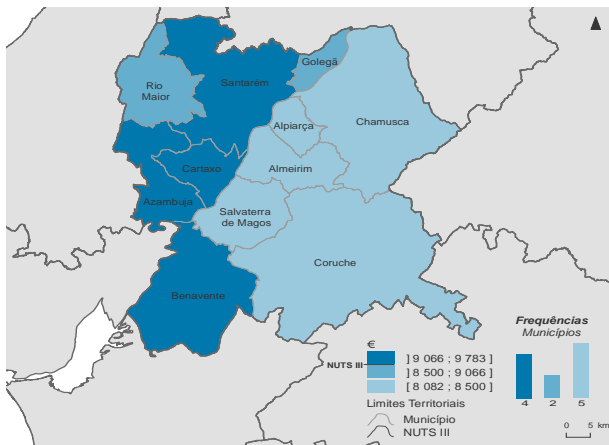 Golegã
Rio
Maior
Santarém
Chamusca
Alpiarça
Cartaxo
Almeirim
Azambuja
Salvaterra
de Magos
Coruche
Benavente
€
NUTS III
] 9 066 ; 9 783 ]
] 8 500 ; 9 066 ]
[ 8 082 ; 8 500 ]
Limites Territoriais
Município
NUTS III
Frequências
Municípios
4 2 5
0 5 km